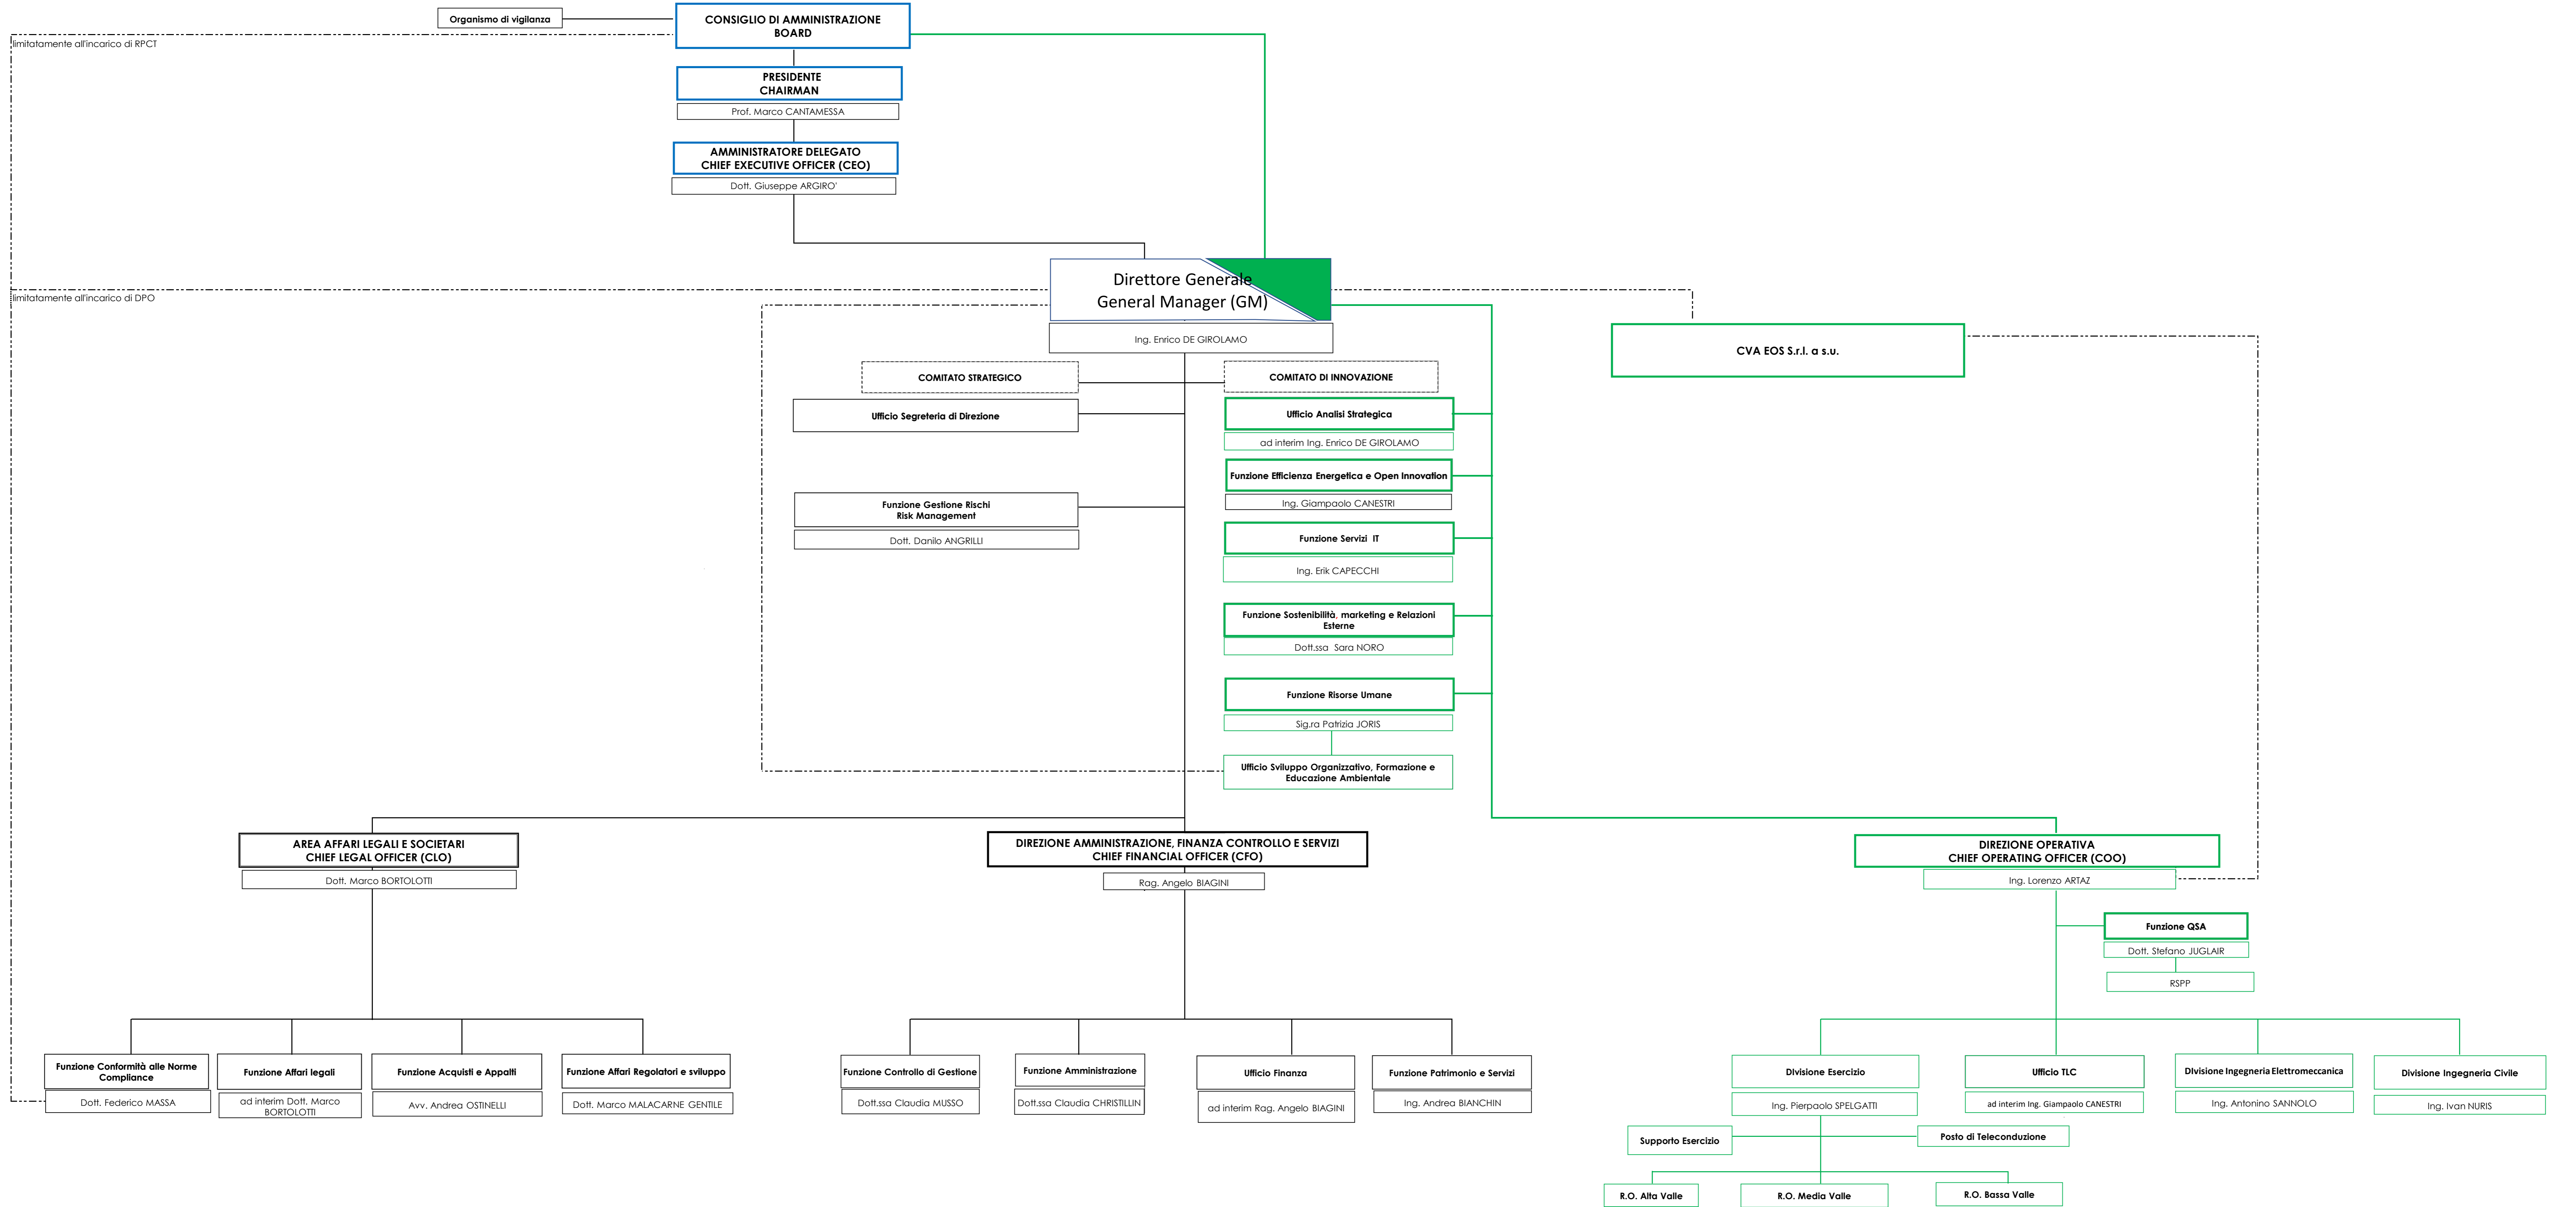 Organismo di vigilanza
CONSIGLIO DI AMMINISTRAZIONE
BOARD
limitatamente all'incarico di RPCT
PRESIDENTE
CHAIRMAN
Prof. Marco CANTAMESSA
AMMINISTRATORE DELEGATO
CHIEF EXECUTIVE OFFICER (CEO)
Dott. Giuseppe ARGIRO'
Direttore Generale
General Manager (GM)
limitatamente all'incarico di DPO
Ing. Enrico DE GIROLAMO
CVA EOS S.r.l. a s.u.
COMITATO STRATEGICO
COMITATO DI INNOVAZIONE
Ufficio Segreteria di Direzione
Ufficio Analisi Strategica
ad interim Ing. Enrico DE GIROLAMO
Funzione Efficienza Energetica e Open Innovation
Ing. Giampaolo CANESTRI
Funzione Gestione Rischi
Risk Management
Dott. Danilo ANGRILLI
Funzione Servizi  IT
Ing. Erik CAPECCHI
Funzione Sostenibilità, marketing e Relazioni
Esterne
Dott.ssa  Sara NORO
Funzione Risorse Umane
Sig.ra Patrizia JORIS
Ufficio Sviluppo Organizzativo, Formazione e
Educazione Ambientale
AREA AFFARI LEGALI E SOCIETARI
CHIEF LEGAL OFFICER (CLO)
Dott. Marco BORTOLOTTI
DIREZIONE AMMINISTRAZIONE, FINANZA CONTROLLO E SERVIZI
CHIEF FINANCIAL OFFICER (CFO)
Rag. Angelo BIAGINI
DIREZIONE OPERATIVA
CHIEF OPERATING OFFICER (COO)
Ing. Lorenzo ARTAZ
Funzione QSA
Dott. Stefano JUGLAIR
RSPP
Funzione Conformità alle Norme
Compliance
Dott. Federico MASSA
Funzione Affari legali
ad interim Dott. Marco
BORTOLOTTI
Funzione Acquisti e Appalti
Avv. Andrea OSTINELLI
Funzione Affari Regolatori e sviluppo
Dott. Marco MALACARNE GENTILE
Funzione Controllo di Gestione
Dott.ssa Claudia MUSSO
Funzione Amministrazione
Dott.ssa Claudia CHRISTILLIN
Ufficio Finanza
ad interim Rag. Angelo BIAGINI
Funzione Patrimonio e Servizi
Ing. Andrea BIANCHIN
DIvisione Esercizio
Ing. Pierpaolo SPELGATTI
Ufficio TLC
ad interim Ing. Giampaolo CANESTRI
DIvisione Ingegneria Elettromeccanica
Ing. Antonino SANNOLO
Divisione Ingegneria Civile
Ing. Ivan NURIS
Supporto Esercizio
Posto di Teleconduzione
R.O. Alta Valle
R.O. Media Valle
R.O. Bassa Valle